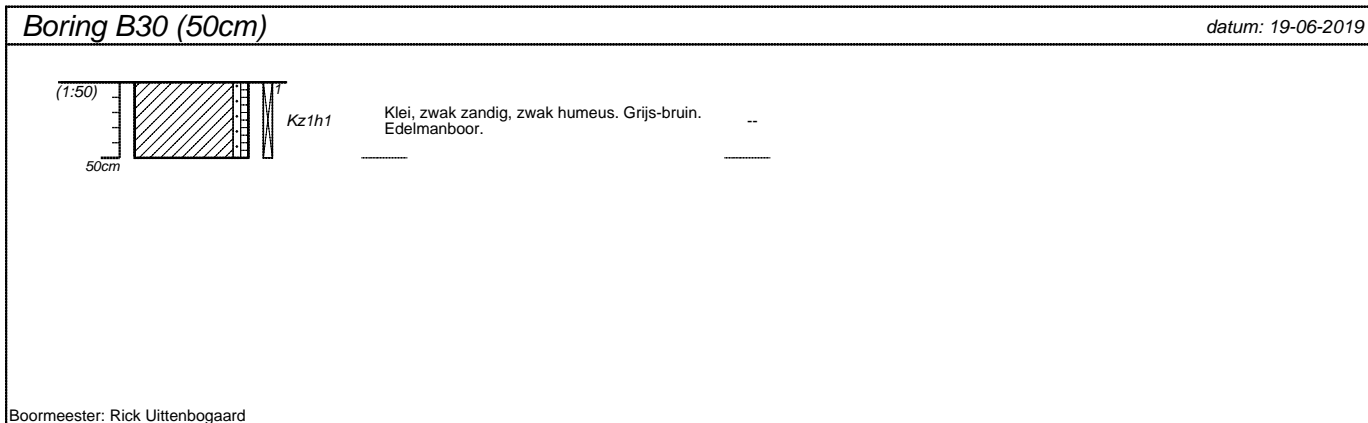 Boring B30 (50cm)
datum: 19-06-2019
(1:50)
1
Kz1h1
Klei, zwak zandig, zwak humeus. Grijs-bruin.
Edelmanboor.
--
50cm
Boormeester: Rick Uittenbogaard